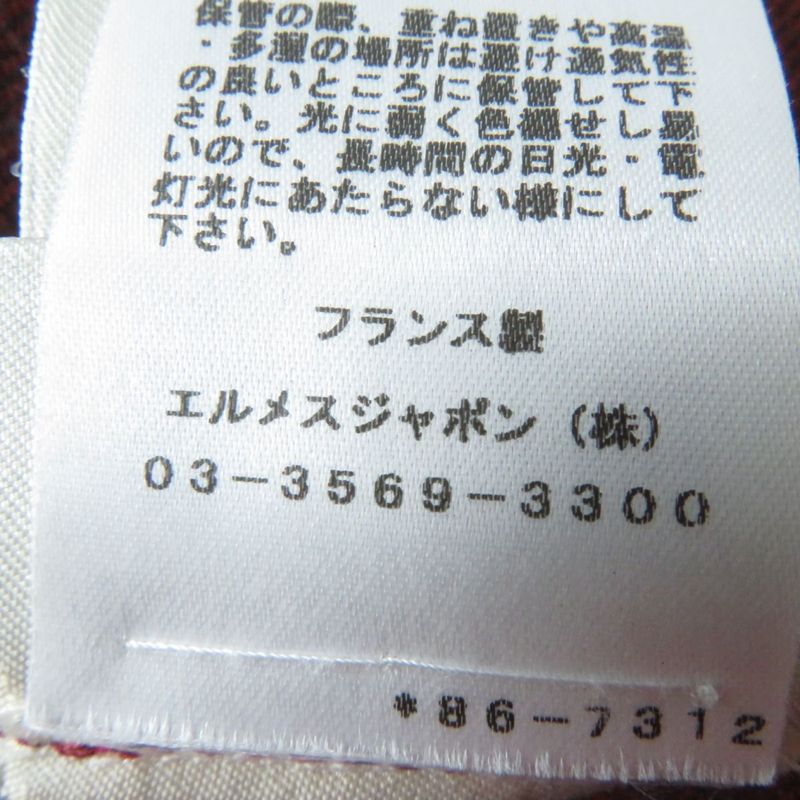 保管の際、重ね置きや高温
・多湿の場所は避け通気性
の良いところに保管して下
さい。光に弱く色褪せし易
いので、長時間の日光・電
灯光にあたらない様にして
下さい。
フランス製
エルメスジャポン（株）
03-3569-3300
*86-7312